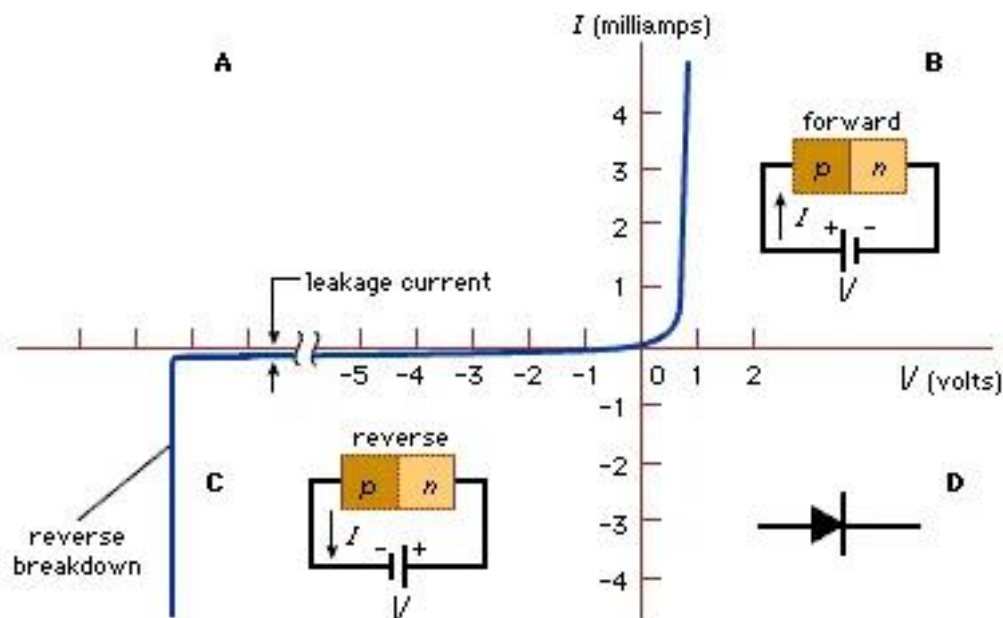 I (milliamps)
A
B
4
forward
3
p n
2
I + -
V
leakage current
1
-5 -4 -3 -2 -1 0 1 2 V (volts)
-1
reverse
-2
C
p n
D
-3
I - +
reverse
breakdown
-4
V